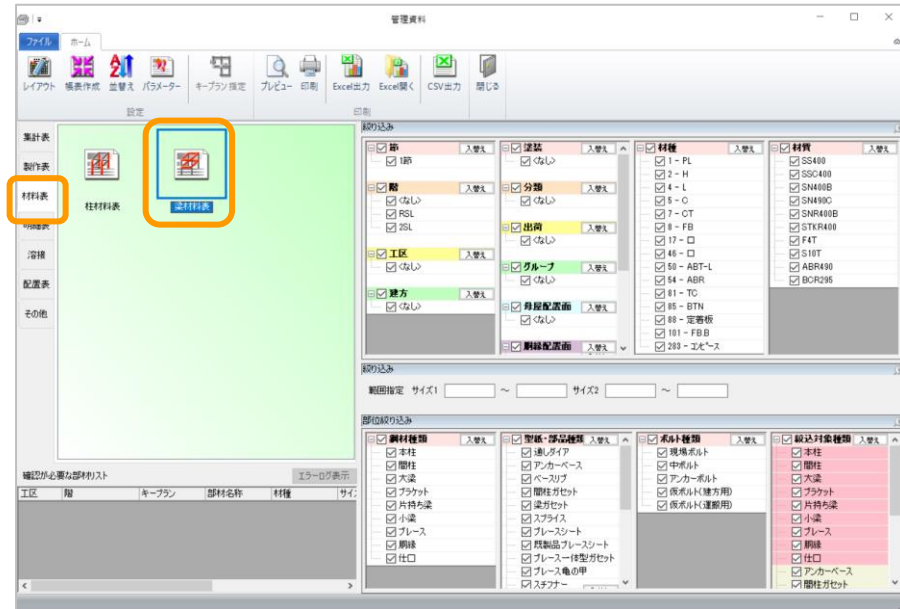 管理資料
ファイル ホーム
レイアウト 帳表作成 並替え パラメーター キープラン指定 プレビュー 印刷 Excel出力 Excel開く CSV出力 閉じる
設定 印刷
集計表
製作表
材料表
明細表
溶接
配置表
その他
柱材料表 梁材料表
絞り込み
節 入替え
1節
階 入替え
<なし>
RSL
2SL
工区 入替え
<なし>
建方 入替え
<なし>
塗装 入替え
<なし>
分類 入替え
<なし>
出荷 入替え
<なし>
グループ 入替え
<なし>
母屋配置面 入替え
<なし>
胴縁配置面 入替え
材種 入替え
1 - PL
2 - H
4 - L
5 - C
7 - CT
8 - FB
17 - □
46 - □
50 - ABT-L
54 - ABR
81 - TC
85 - BTN
88 - 定着板
101 - FB.B
203 - エンドピース
材質 入替え
SS400
SSC400
SN400B
SN490C
SNR400B
STKR400
F4T
S10T
ABR490
BCR295
絞り込み
範囲指定 サイズ1 ～ サイズ2 ～
部位絞り込み
鋼材種類 入替え
本柱
間柱
大梁
ブラケット
片持ち梁
小梁
ブレース
胴縁
仕口
型紙・部品種類 入替え
通しダイア
アンカーベース
ベースリブ
間柱ガセット
梁ガセット
スプライス
ブレースシート
既製品ブレースシート
ブレース一体型ガセット
ブレース亀の甲
スチフナー
ボルト種類 入替え
現場ボルト
中ボルト
アンカーボルト
仮ボルト(建方用)
仮ボルト(運搬用)
絞込対象種類 入替え
本柱
間柱
大梁
ブラケット
片持ち梁
小梁
ブレース
胴縁
仕口
アンカーベース
間柱ガセット
確認が必要な部材リスト エラーログ表示
工区 階 キープラン 部材名称 材種 サイズ